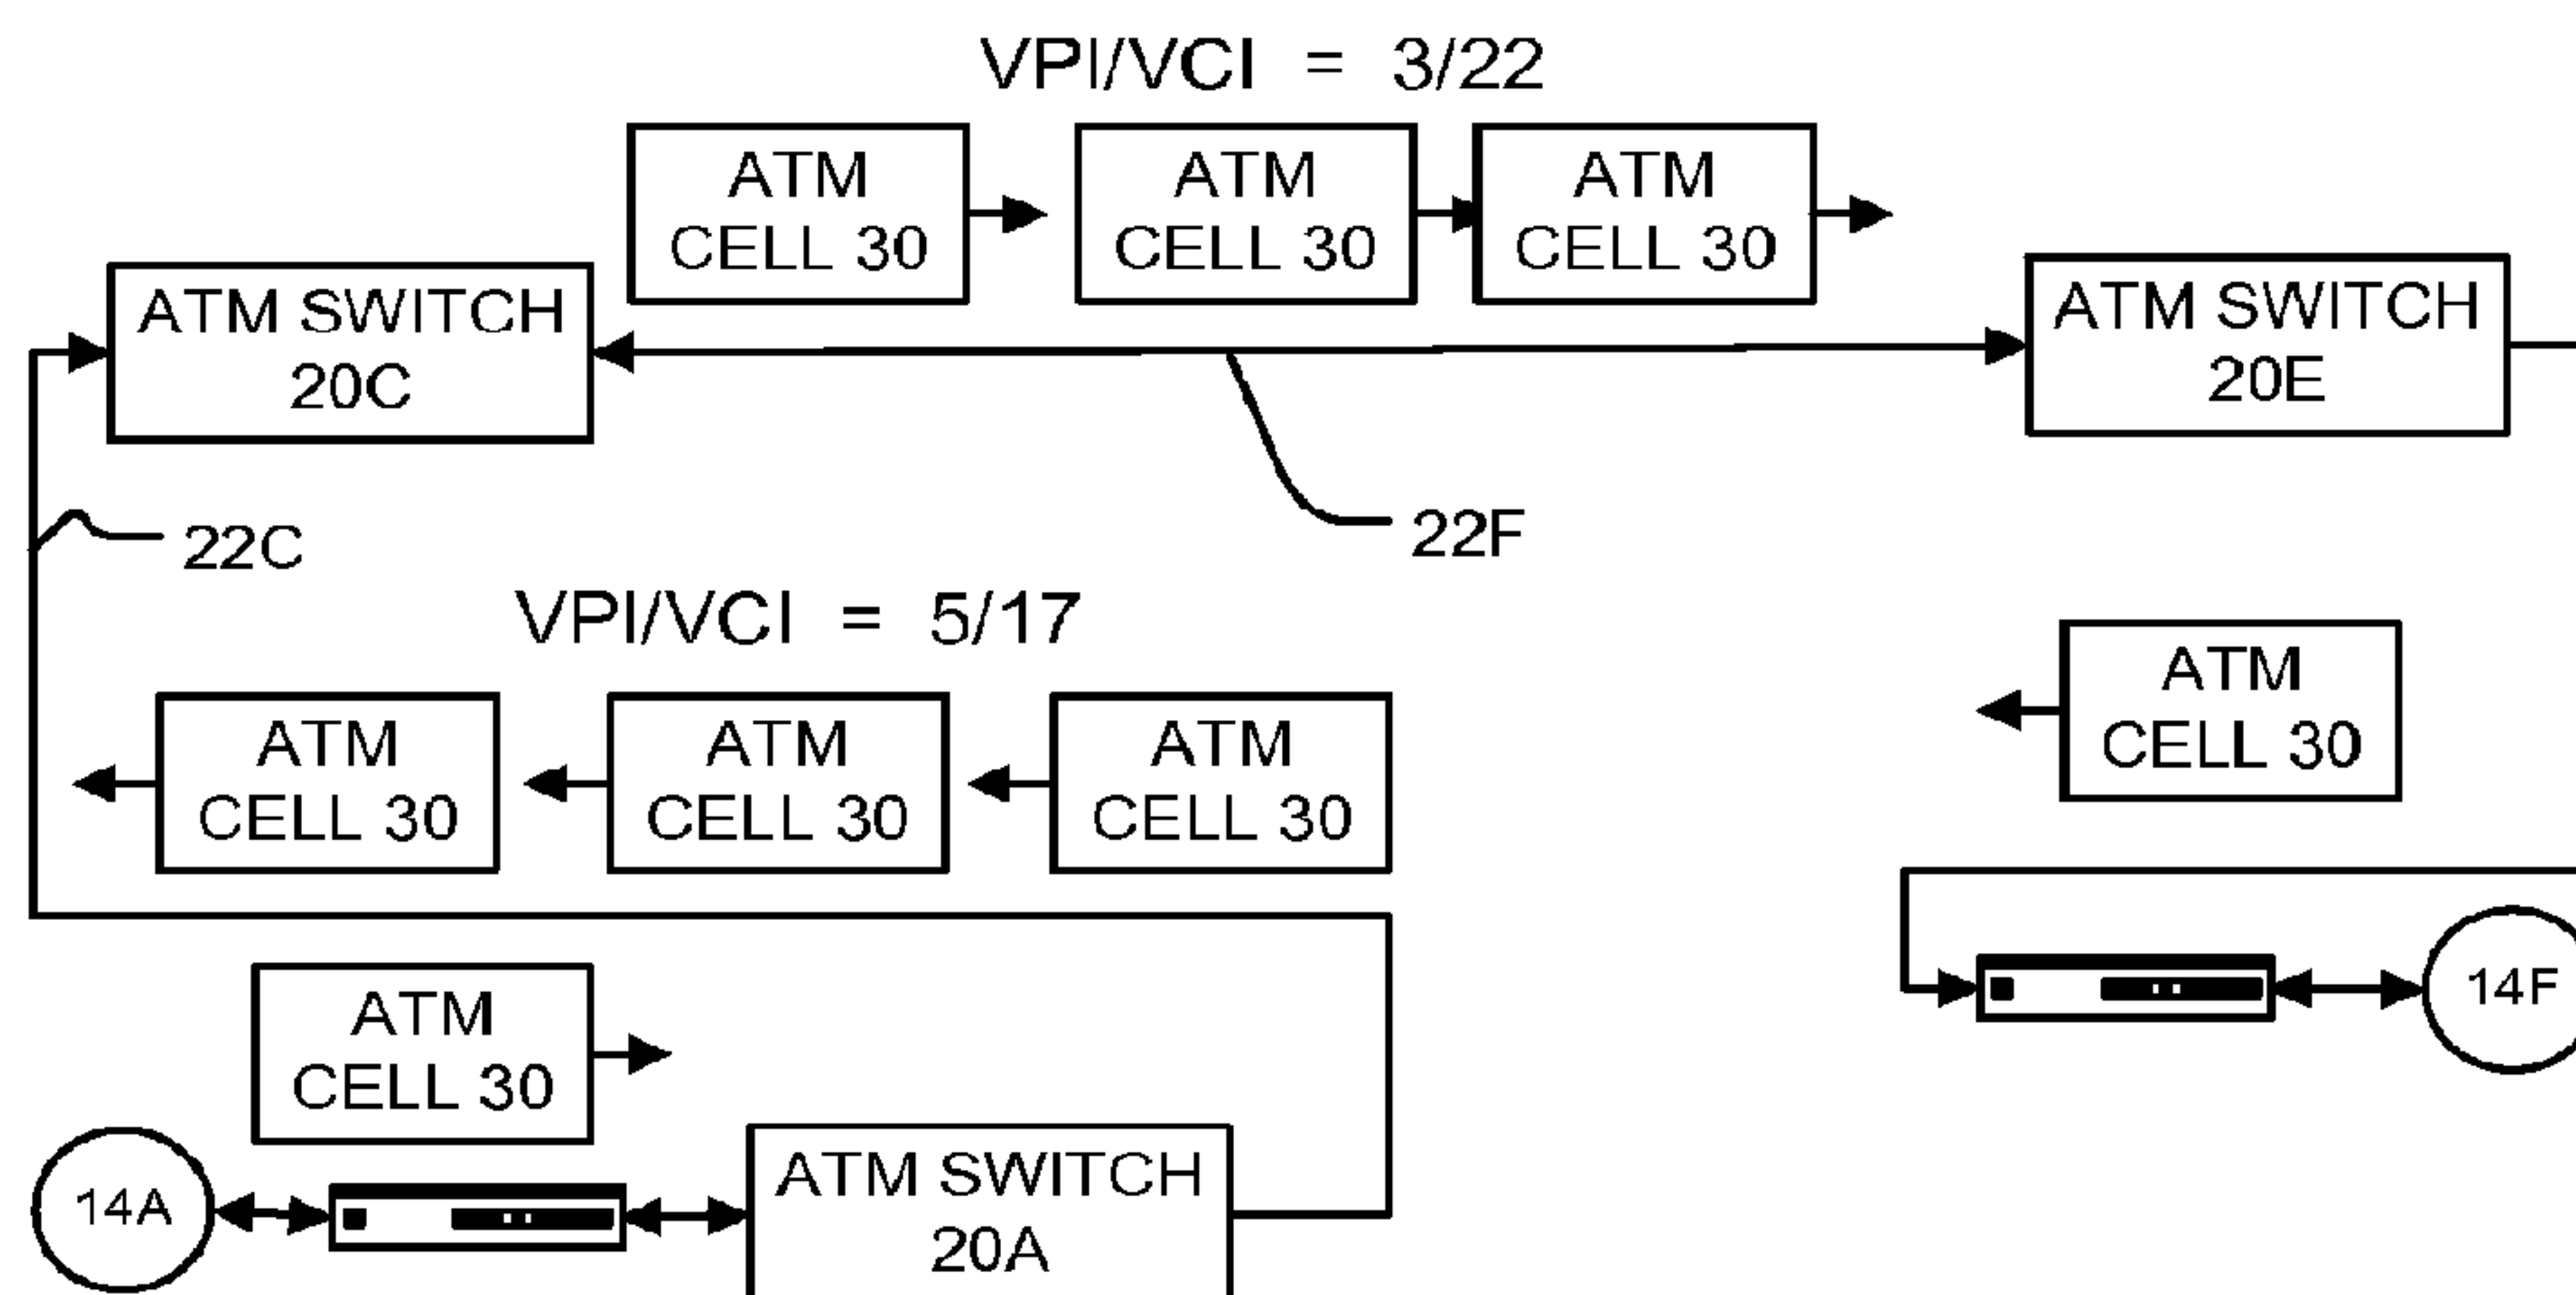 VPI/VCI = 3/22
ATM
CELL 30
ATM
CELL 30
ATM
CELL 30
ATM SWITCH
20C
ATM SWITCH
20E
22C
22F
VPI/VCI = 5/17
ATM
CELL 30
ATM
CELL 30
ATM
CELL 30
ATM
CELL 30
ATM
CELL 30
14F
14A
ATM SWITCH
20A